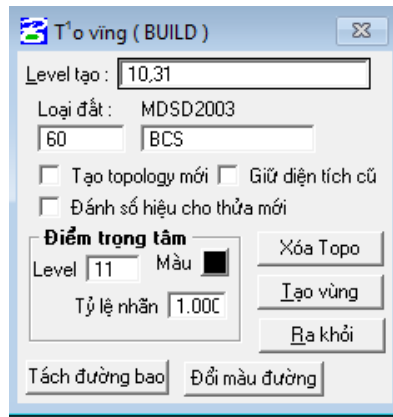 T¹o vïng ( BUILD )
Level tạo : 10,31
Loại đất : MDSD2003
60 BCS
Tạo topology mới Giữ diện tích cũ
Đánh số hiệu cho thửa mới
Điểm trọng tâm
Level 11 Màu
Tỷ lệ nhãn 1.000
Xóa Topo
Tạo vùng
Ra khỏi
Tách đường bao Đổi màu đường